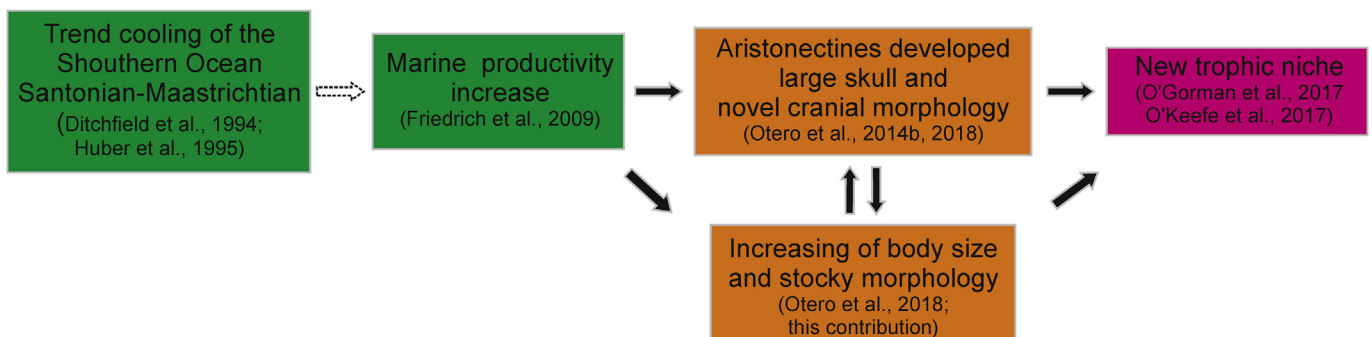 Trend cooling of the
Shouthern Ocean
Santonian-Maastrichtian
(Ditchfield et al., 1994;
Huber et al., 1995)
Marine productivity
increase
(Friedrich et al., 2009)
Aristonectines developed
large skull and
novel cranial morphology
(Otero et al., 2014b, 2018)
New trophic niche
(O'Gorman et al., 2017
O'Keefe et al., 2017)
Increasing of body size
and stocky morphology
(Otero et al., 2018;
this contribution)